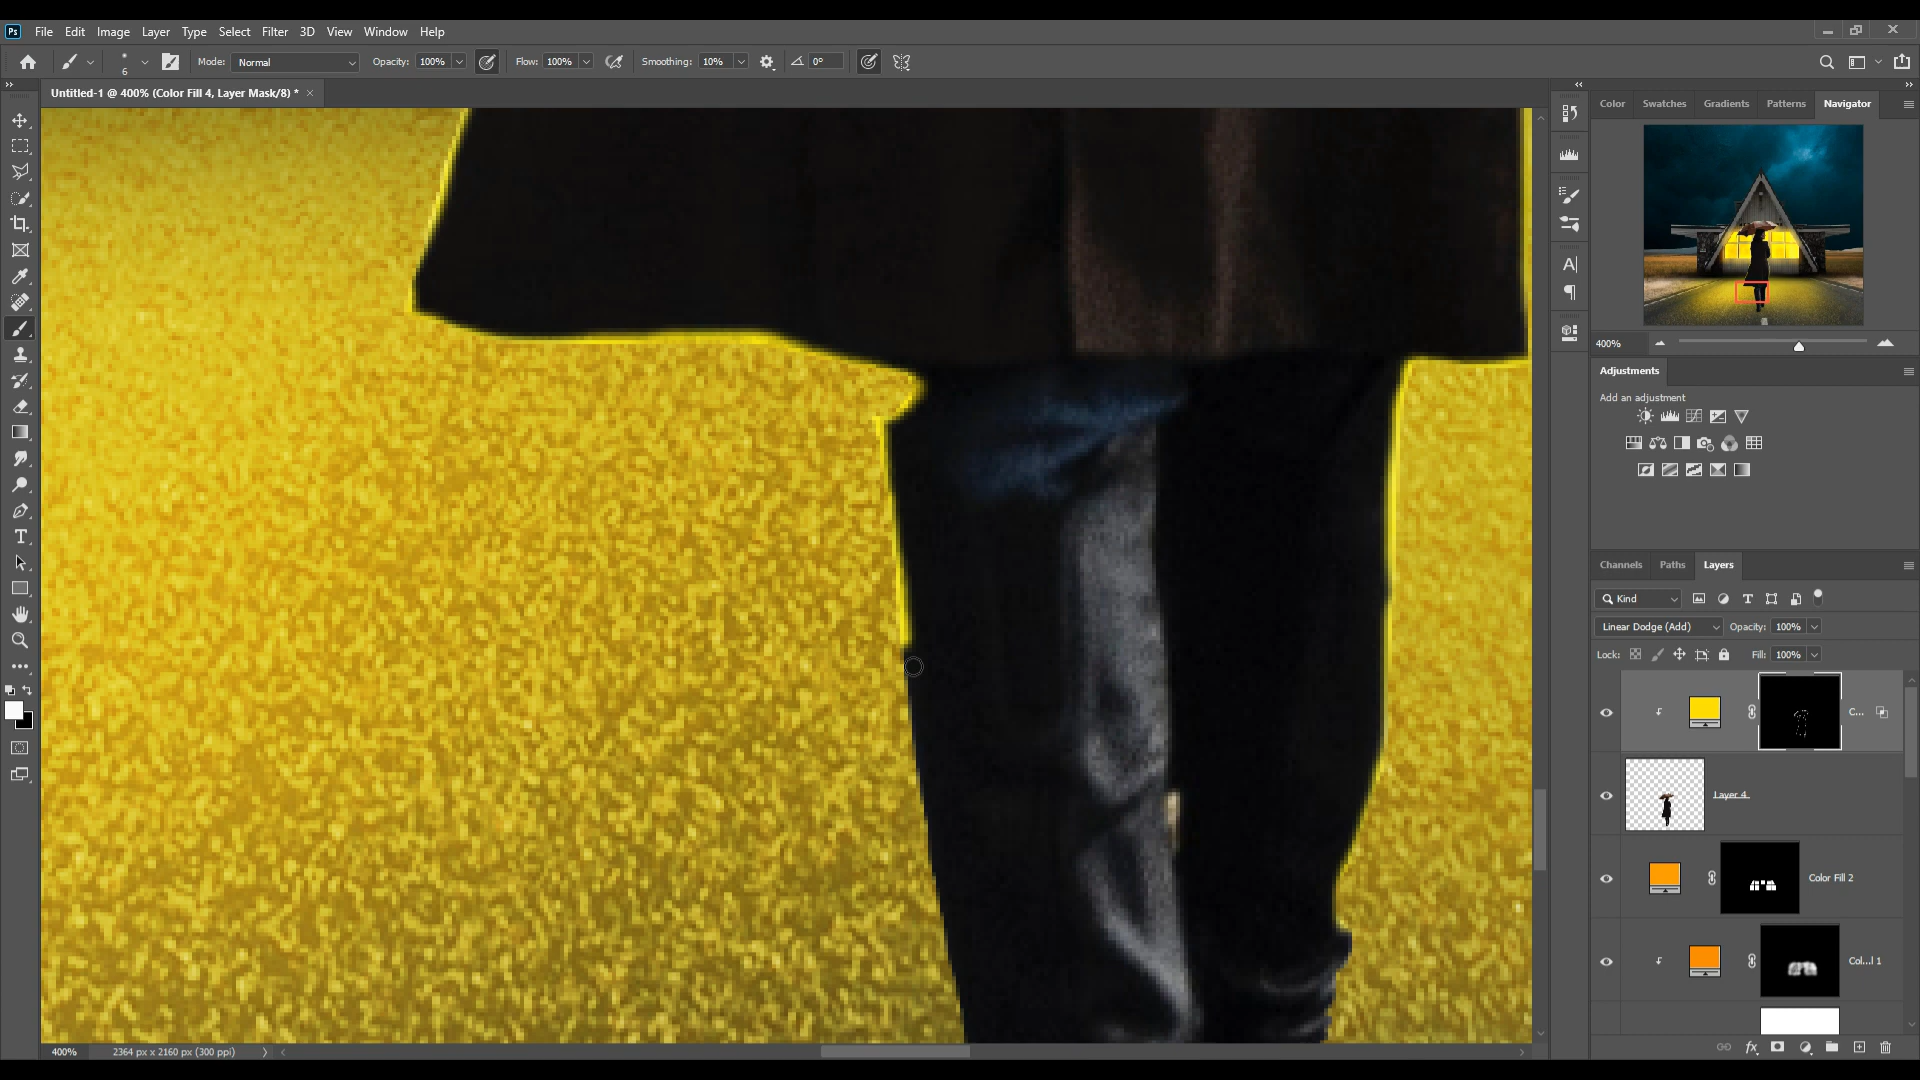 Ps File Edit Image Layer Type Select Filter 3D View Window Help
6 Mode: Normal Opacity: 100% Flow: 100% Smoothing: 10% 0°
Untitled-1 @ 400% (Color Fill 4, Layer Mask/8) * ×
Color Swatches Gradients Patterns Navigator
400%
Adjustments
Add an adjustment
Channels Paths Layers
Kind
Linear Dodge (Add) Opacity: 100%
Lock: Fill: 100%
C...
Layer 4
Color Fill 2
Col...l 1
fx
400% 2364 px x 2160 px (300 ppi)